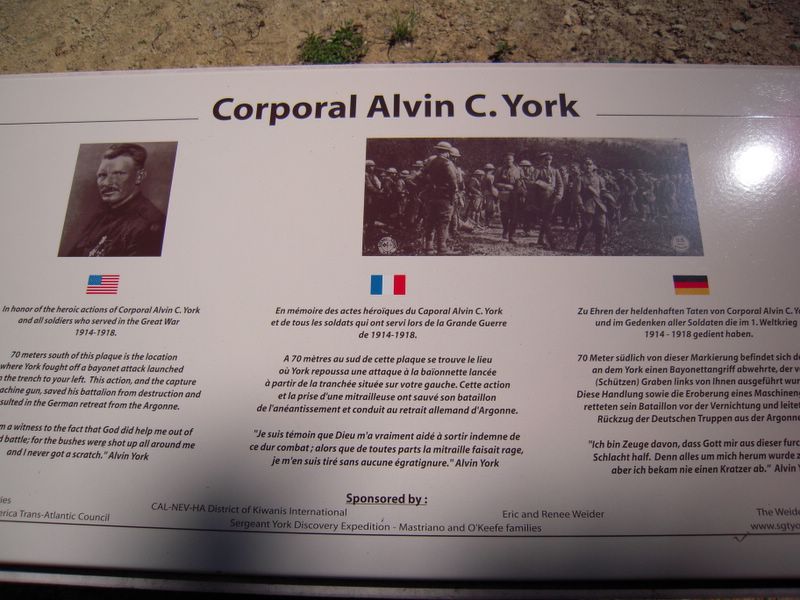 Corporal Alvin C. York
In honor of the heroic actions of Corporal Alvin C. York
and all soldiers who served in the Great War
1914-1918.
70 meters south of this plaque is the location
where York fought off a bayonet attack launched
the trench to your left. This action, and the capture
machine gun, saved his battalion from destruction and
sulted in the German retreat from the Argonne.
m a witness to the fact that God did help me out of
d battle; for the bushes were shot up all around me
and I never got a scratch." Alvin York
En mémoire des actes héroïques du Caporal Alvin C. York
et de tous les soldats qui ont servi lors de la Grande Guerre
de 1914-1918.
A 70 mètres au sud de cette plaque se trouve le lieu
où York repoussa une attaque à la baïonnette lancée
à partir de la tranchée située sur votre gauche. Cette action
et la prise d'une mitrailleuse ont sauvé son bataillon
de l'anéantissement et conduit au retrait allemand d'Argonne.
"Je suis témoin que Dieu m'a vraiment aidé à sortir indemne de
ce dur combat ; alors que de toutes parts la mitraille faisait rage,
je m'en suis tiré sans aucune égratignure." Alvin York
Zu Ehren der heldenhaften Taten von Corporal Alvin C. Yo
und im Gedenken aller Soldaten die im 1. Weltkrieg
1914 - 1918 gedient haben.
70 Meter südlich von dieser Markierung befindet sich de
an dem York einen Bayonettangriff abwehrte, der v
(Schützen) Graben links von Ihnen ausgeführt wur
Diese Handlung sowie die Eroberung eines Maschineng
retteten sein Bataillon vor der Vernichtung und leitet
Rückzug der Deutschen Truppen aus der Argonne
"Ich bin Zeuge davon, dass Gott mir aus dieser furc
Schlacht half. Denn alles um mich herum wurde z
aber ich bekam nie einen Kratzer ab." Alvin Y
Sponsored by :
ies
erica Trans-Atlantic Council
CAL-NEV-HA District of Kiwanis International
Sergeant York Discovery Expedition - Mastriano and O'Keefe families
Eric and Renee Weider
The Weide
www.sgtyo